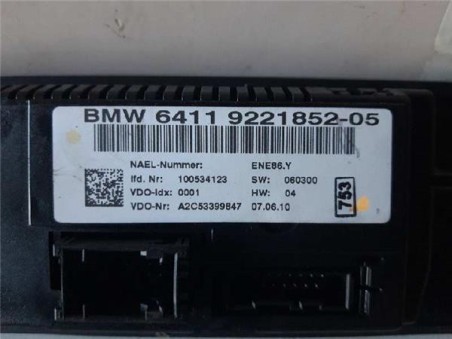 BMW 6411 9221852-05
NAEL-Nummer: ENE86.Y
lfd. Nr: 100534123 SW: 060300
VDO-Idx: 0001 HW: 04
VDO-Nr: A2C53399847 07.06.10
753